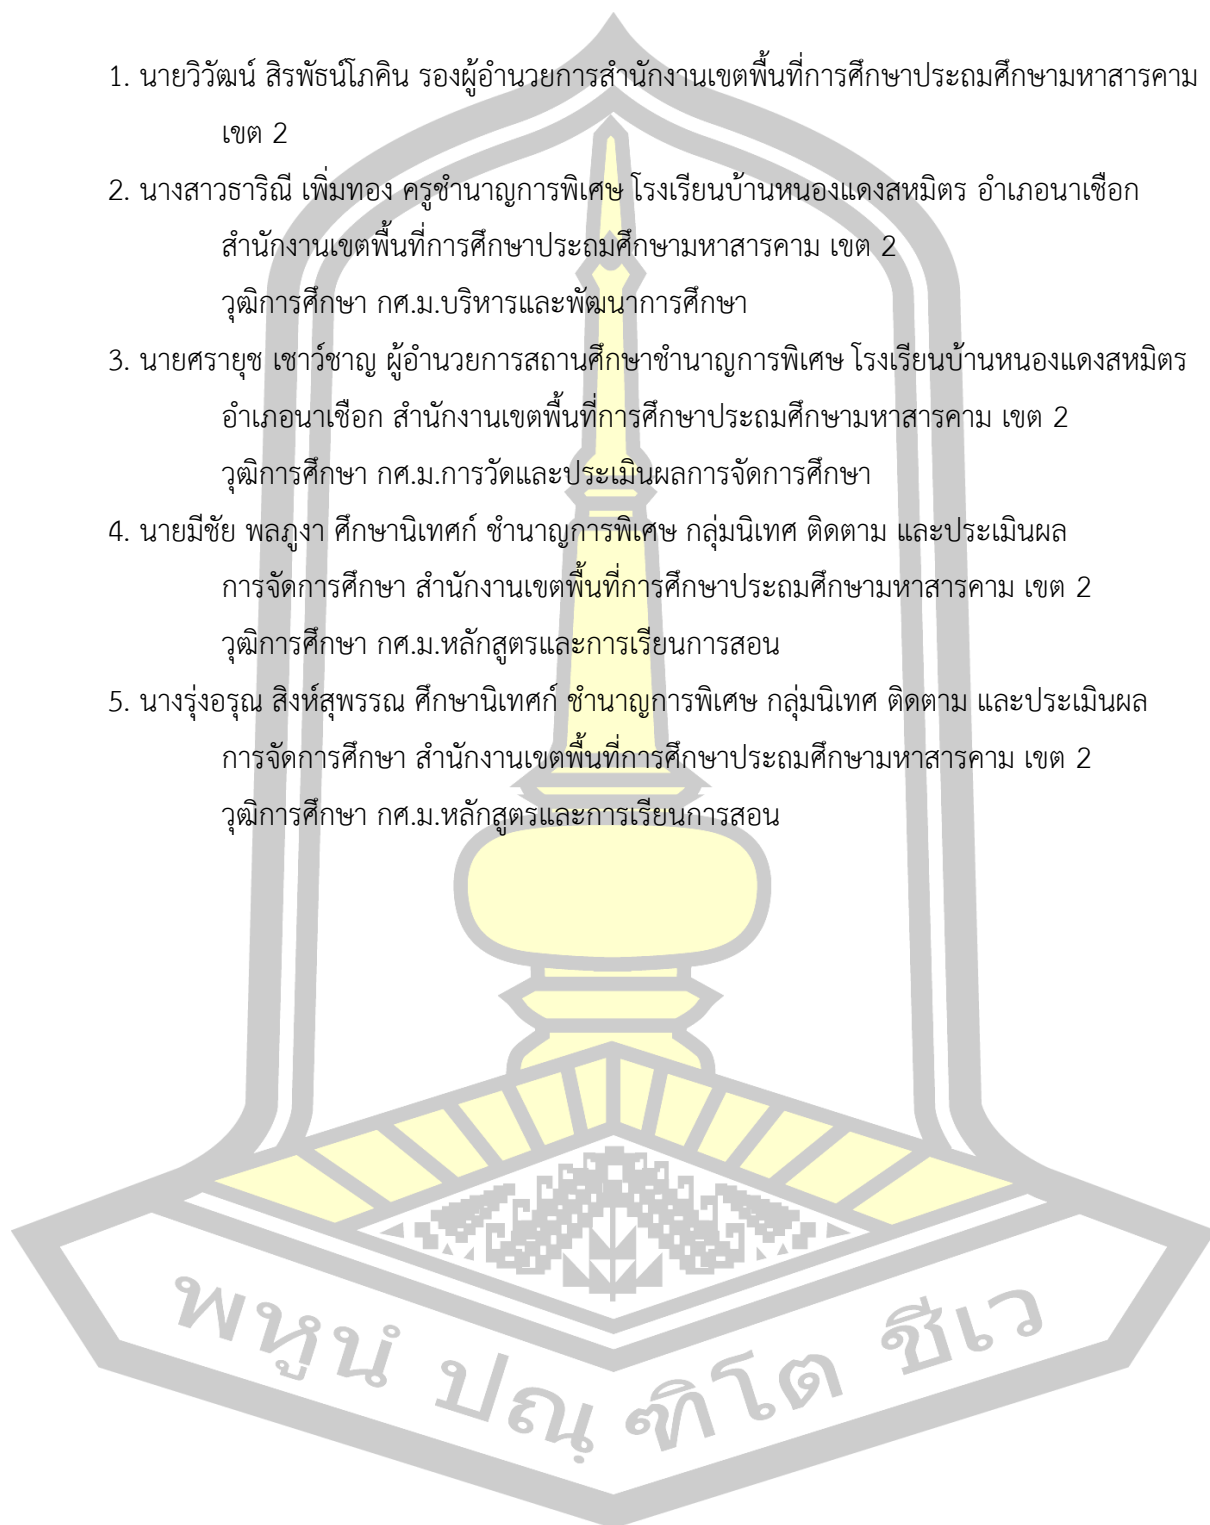 1. นายวิวัฒน์ สิรพัธน์โภคิน รองผู้อำนวยการสำนักงานเขตพื้นที่การศึกษาประถมศึกษามหาสารคาม
เขต 2
2. นางสาวธาริณี เพิ่มทอง ครูชำนาญการพิเศษ โรงเรียนบ้านหนองแดงสหมิตร อำเภอนาเชือก
สำนักงานเขตพื้นที่การศึกษาประถมศึกษามหาสารคาม เขต 2
วุฒิการศึกษา กศ.ม.บริหารและพัฒนาการศึกษา
3. นายศรายุช เชาว์ชาญ ผู้อำนวยการสถานศึกษาชำนาญการพิเศษ โรงเรียนบ้านหนองแดงสหมิตร
อำเภอนาเชือก สำนักงานเขตพื้นที่การศึกษาประถมศึกษามหาสารคาม เขต 2
วุฒิการศึกษา กศ.ม.การวัดและประเมินผลการจัดการศึกษา
4. นายมีชัย พลภูงา ศึกษานิเทศก์ ชำนาญการพิเศษ กลุ่มนิเทศ ติดตาม และประเมินผล
การจัดการศึกษา สำนักงานเขตพื้นที่การศึกษาประถมศึกษามหาสารคาม เขต 2
วุฒิการศึกษา กศ.ม.หลักสูตรและการเรียนการสอน
5. นางรุ่งอรุณ สิงห์สุพรรณ ศึกษานิเทศก์ ชำนาญการพิเศษ กลุ่มนิเทศ ติดตาม และประเมินผล
การจัดการศึกษา สำนักงานเขตพื้นที่การศึกษาประถมศึกษามหาสารคาม เขต 2
วุฒิการศึกษา กศ.ม.หลักสูตรและการเรียนการสอน
พหูนํ ปณฺ ฑิโต ชีเว